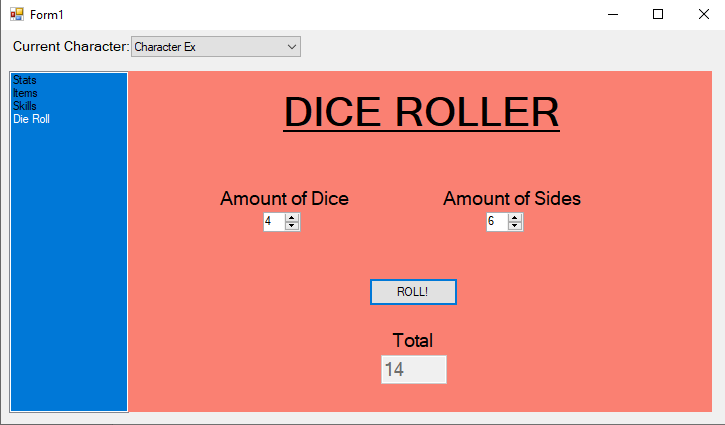 Form1
Current Character: Character Ex
Stats
Items
Skills
Die Roll
DICE ROLLER
Amount of Dice Amount of Sides
4 6
ROLL!
Total
14